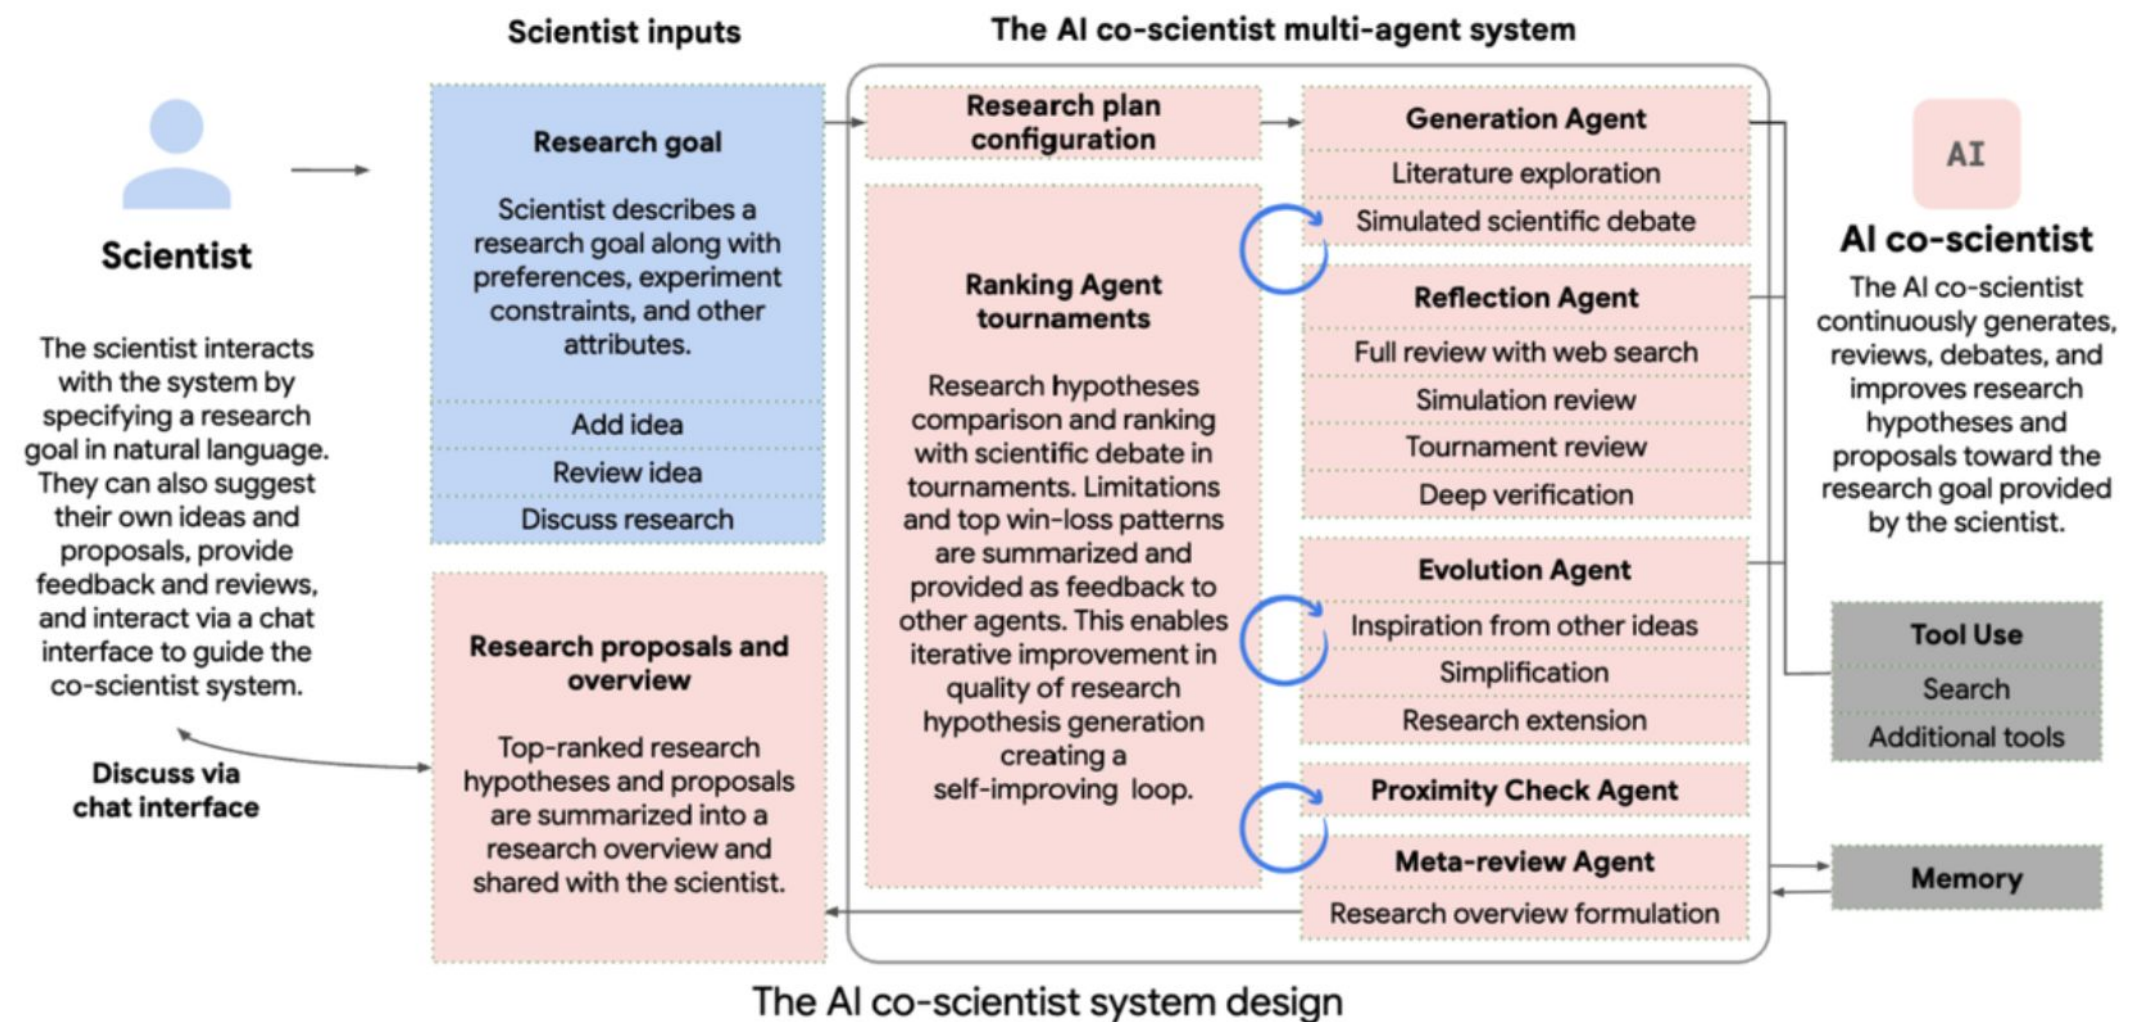 Scientist inputs
The AI co-scientist multi-agent system
Scientist
The scientist interacts
with the system by
specifying a research
goal in natural language.
They can also suggest
their own ideas and
proposals, provide
feedback and reviews,
and interact via a chat
interface to guide the
co-scientist system.
Discuss via
chat interface
Research goal
Scientist describes a
research goal along with
preferences, experiment
constraints, and other
attributes.
Add idea
Review idea
Discuss research
Research proposals and
overview
Top-ranked research
hypotheses and proposals
are summarized into a
research overview and
shared with the scientist.
Research plan
configuration
Ranking Agent
tournaments
Research hypotheses
comparison and ranking
with scientific debate in
tournaments. Limitations
and top win-loss patterns
are summarized and
provided as feedback to
other agents. This enables
iterative improvement in
quality of research
hypothesis generation
creating a
self-improving loop.
Generation Agent
Literature exploration
Simulated scientific debate
Reflection Agent
Full review with web search
Simulation review
Tournament review
Deep verification
Evolution Agent
Inspiration from other ideas
Simplification
Research extension
Proximity Check Agent
Meta-review Agent
Research overview formulation
AI
AI co-scientist
The AI co-scientist
continuously generates,
reviews, debates, and
improves research
hypotheses and
proposals toward the
research goal provided
by the scientist.
Tool Use
Search
Additional tools
Memory
The AI co-scientist system design